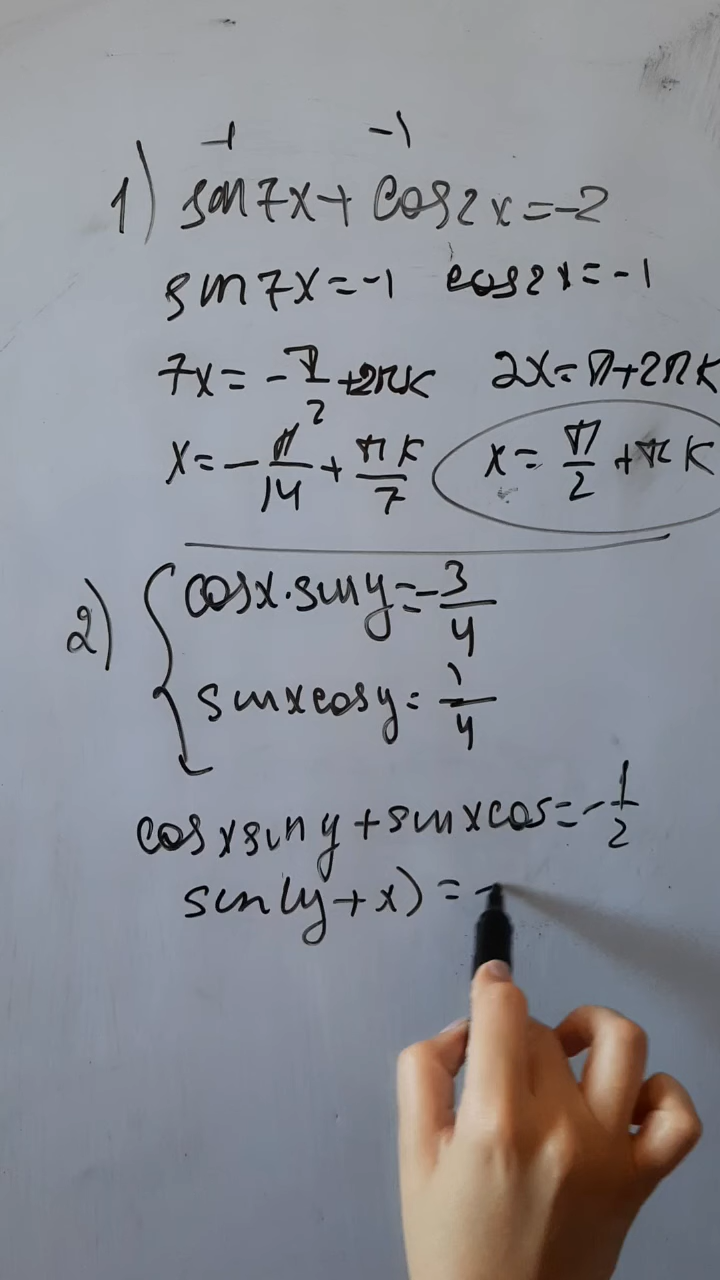 -1 -1
1) sin7x+cos2x=-2
sin7x=-1 cos2x=-1
7x=-π/2+2πk 2x=π+2πk
x=-π/14+πk/7 x=π/2+πk
2) { cosx·siny=-3/4
sinxcosy=1/4
cosxsiny+sinxcos=-1/2
sin(y+x)=-